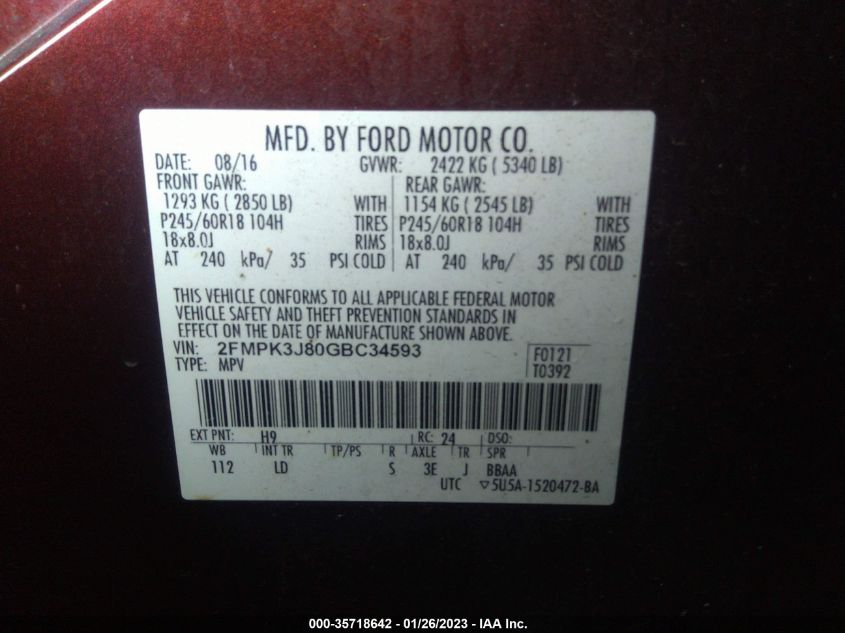 MFD. BY FORD MOTOR CO.
DATE: 08/16 GVWR: 2422 KG ( 5340 LB)
FRONT GAWR: REAR GAWR:
1293 KG ( 2850 LB) WITH 1154 KG ( 2545 LB) WITH
P245/60R18 104H TIRES P245/60R18 104H TIRES
18x8.0J RIMS 18x8.0J RIMS
AT 240 kPa/ 35 PSI COLD AT 240 kPa/ 35 PSI COLD
THIS VEHICLE CONFORMS TO ALL APPLICABLE FEDERAL MOTOR
VEHICLE SAFETY AND THEFT PREVENTION STANDARDS IN
EFFECT ON THE DATE OF MANUFACTURE SHOWN ABOVE.
VIN: 2FMPK3J80GBC34593 F0121
TYPE: MPV T0392
EXT PNT: H9 RC: 24 DSO:
WB INT TR TP/PS R AXLE TR SPR
112 LD S 3E J BBAA
UTC ▽5U5A-1520472-BA
000-35718642 - 01/26/2023 - IAA Inc.